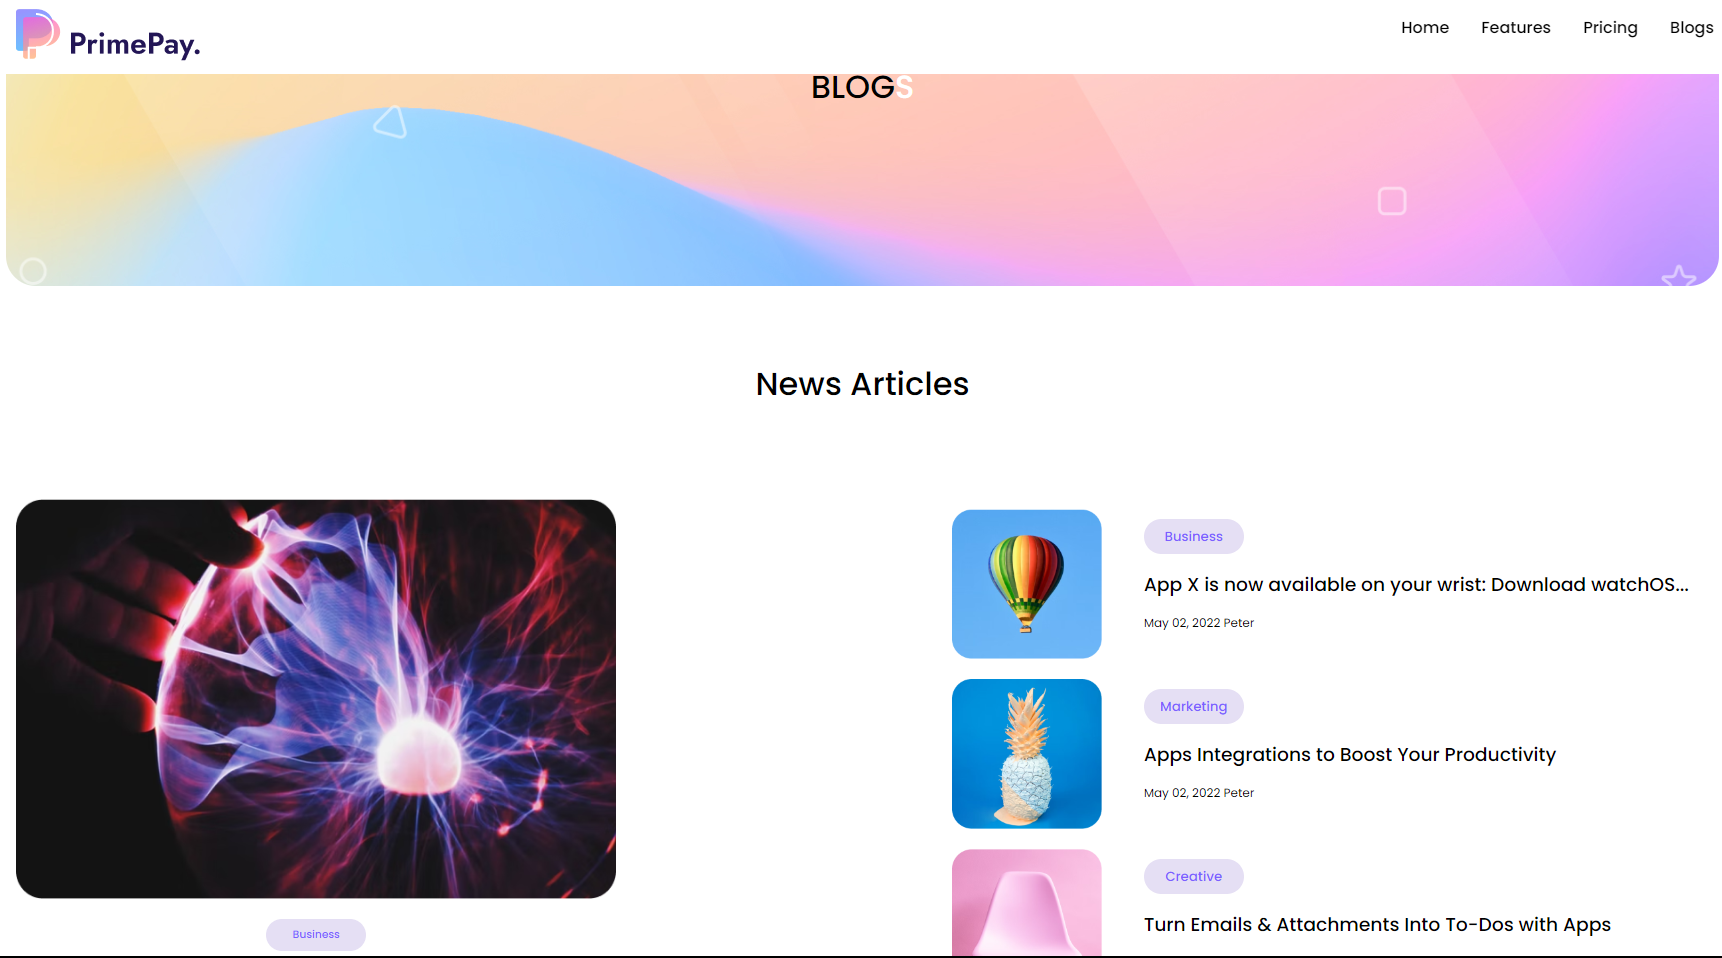 PrimePay.
Home Features Pricing Blogs
BLOGS
News Articles
Business
Business
App X is now available on your wrist: Download watchOS...
May 02, 2022 Peter
Marketing
Apps Integrations to Boost Your Productivity
May 02, 2022 Peter
Creative
Turn Emails & Attachments Into To-Dos with Apps